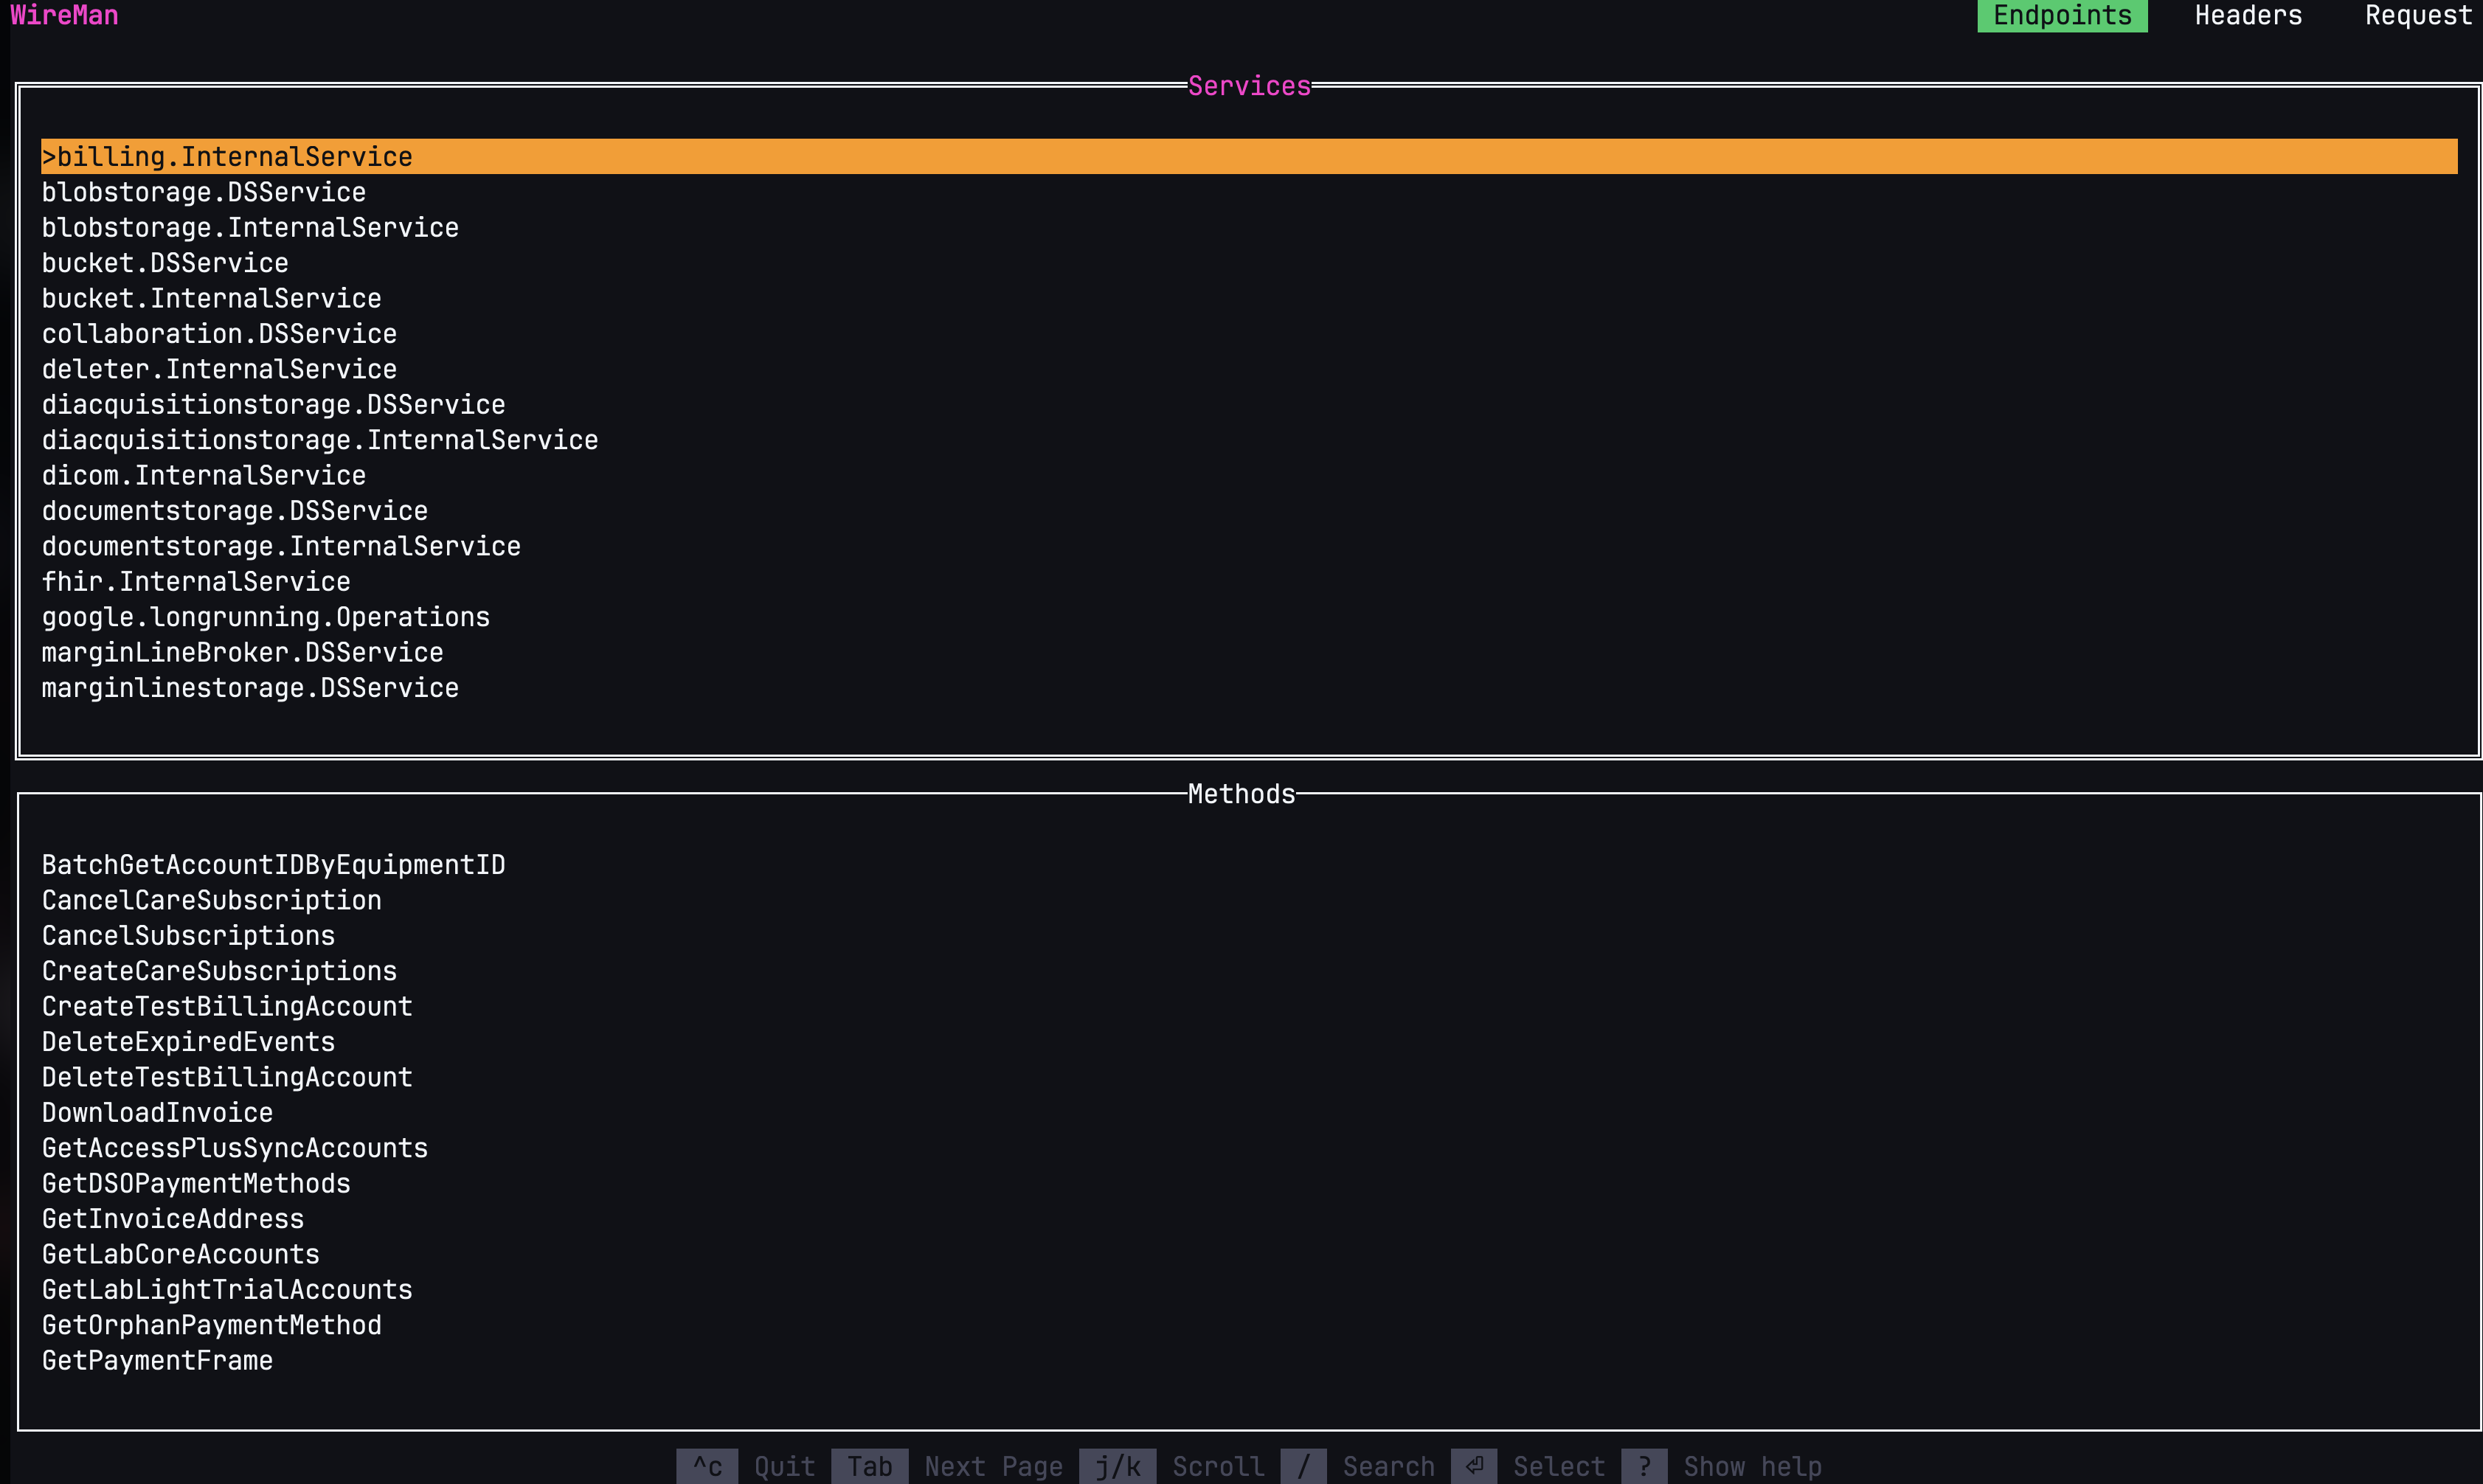 WireMan Endpoints Headers Request
Services
>billing.InternalService
blobstorage.DSService
blobstorage.InternalService
bucket.DSService
bucket.InternalService
collaboration.DSService
deleter.InternalService
diacquisitionstorage.DSService
diacquisitionstorage.InternalService
dicom.InternalService
documentstorage.DSService
documentstorage.InternalService
fhir.InternalService
google.longrunning.Operations
marginLineBroker.DSService
marginlinestorage.DSService
Methods
BatchGetAccountIDByEquipmentID
CancelCareSubscription
CancelSubscriptions
CreateCareSubscriptions
CreateTestBillingAccount
DeleteExpiredEvents
DeleteTestBillingAccount
DownloadInvoice
GetAccessPlusSyncAccounts
GetDSOPaymentMethods
GetInvoiceAddress
GetLabCoreAccounts
GetLabLightTrialAccounts
GetOrphanPaymentMethod
GetPaymentFrame
^c Quit Tab Next Page j/k Scroll / Search ⏎ Select ? Show help